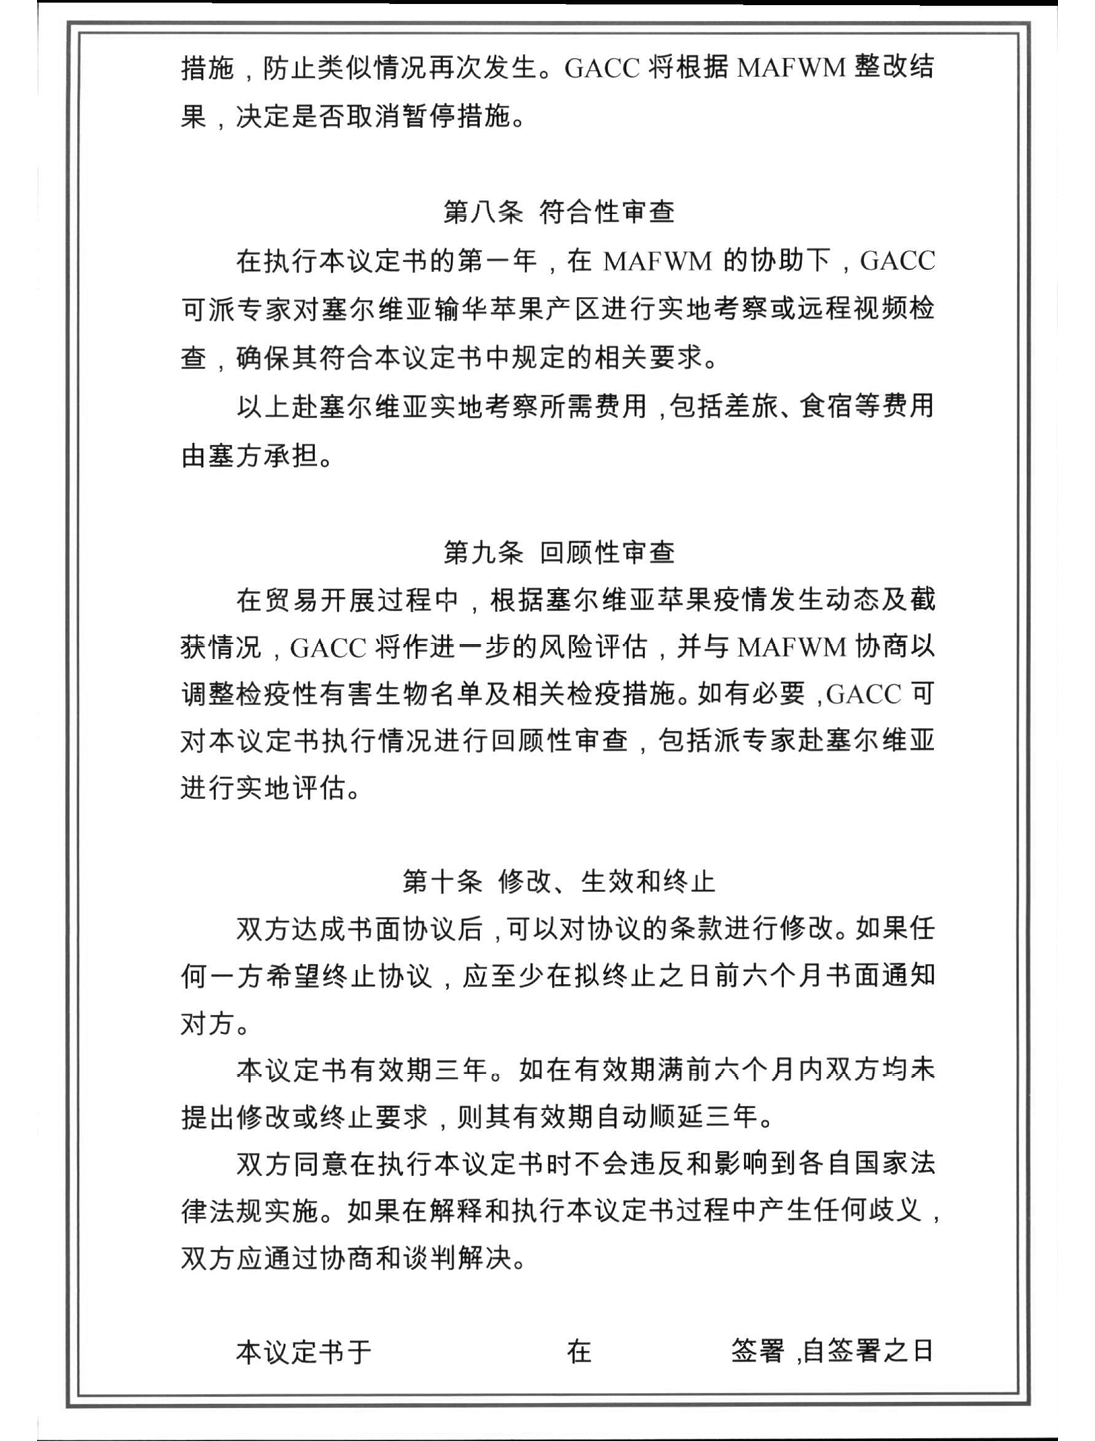 措施，防止类似情况再次发生。GACC 将根据 MAFWM 整改结
果，决定是否取消暂停措施。
第八条 符合性审查
在执行本议定书的第一年，在 MAFWM 的协助下，GACC
可派专家对塞尔维亚输华苹果产区进行实地考察或远程视频检
查，确保其符合本议定书中规定的相关要求。
以上赴塞尔维亚实地考察所需费用，包括差旅、食宿等费用
由塞方承担。
第九条 回顾性审查
在贸易开展过程中，根据塞尔维亚苹果疫情发生动态及截
获情况，GACC 将作进一步的风险评估，并与 MAFWM 协商以
调整检疫性有害生物名单及相关检疫措施。如有必要，GACC 可
对本议定书执行情况进行回顾性审查，包括派专家赴塞尔维亚
进行实地评估。
第十条 修改、生效和终止
双方达成书面协议后，可以对协议的条款进行修改。如果任
何一方希望终止协议，应至少在拟终止之日前六个月书面通知
对方。
本议定书有效期三年。如在有效期满前六个月内双方均未
提出修改或终止要求，则其有效期自动顺延三年。
双方同意在执行本议定书时不会违反和影响到各自国家法
律法规实施。如果在解释和执行本议定书过程中产生任何歧义，
双方应通过协商和谈判解决。
本议定书于 在 签署，自签署之日